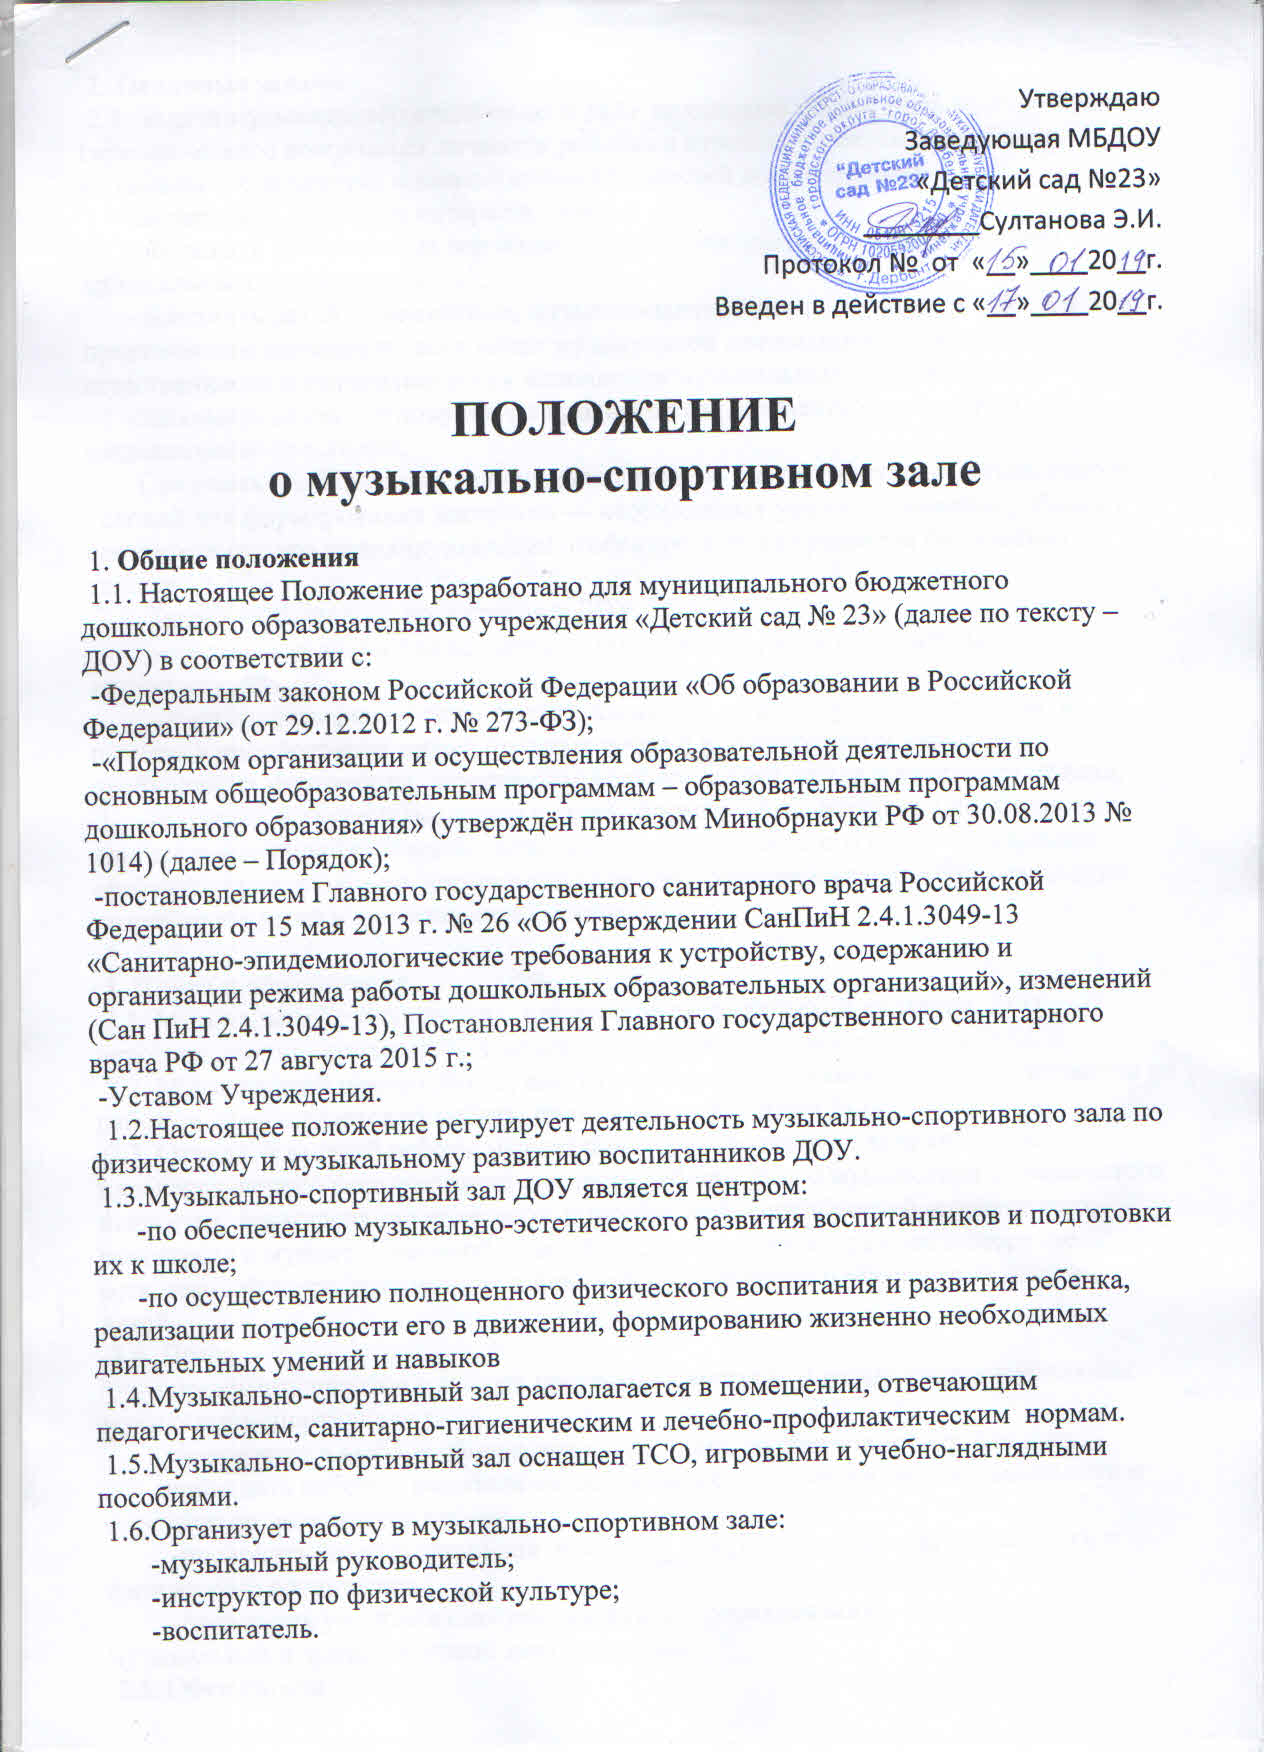 Утверждаю
Заведующая МБДОУ
«Детский сад №23»
Султанова Э.И.
"Детский
сад №23"
Протокол № от «15» 01 2019г.
Введен в действие с «17» 01 2019г.
ПОЛОЖЕНИЕ
о музыкально-спортивном зале
1. Общие положения
1.1. Настоящее Положение разработано для муниципального бюджетного
дошкольного образовательного учреждения «Детский сад № 23» (далее по тексту –
ДОУ) в соответствии с:
-Федеральным законом Российской Федерации «Об образовании в Российской
Федерации» (от 29.12.2012 г. № 273-ФЗ);
-«Порядком организации и осуществления образовательной деятельности по
основным общеобразовательным программам – образовательным программам
дошкольного образования» (утверждён приказом Минобрнауки РФ от 30.08.2013 №
1014) (далее – Порядок);
-постановлением Главного государственного санитарного врача Российской
Федерации от 15 мая 2013 г. № 26 «Об утверждении СанПиН 2.4.1.3049-13
«Санитарно-эпидемиологические требования к устройству, содержанию и
организации режима работы дошкольных образовательных организаций», изменений
(Сан ПиН 2.4.1.3049-13), Постановления Главного государственного санитарного
врача РФ от 27 августа 2015 г.;
-Уставом Учреждения.
1.2.Настоящее положение регулирует деятельность музыкально-спортивного зала по
физическому и музыкальному развитию воспитанников ДОУ.
1.3.Музыкально-спортивный зал ДОУ является центром:
-по обеспечению музыкально-эстетического развития воспитанников и подготовки
их к школе;
-по осуществлению полноценного физического воспитания и развития ребенка,
реализации потребности его в движении, формированию жизненно необходимых
двигательных умений и навыков
1.4.Музыкально-спортивный зал располагается в помещении, отвечающим
педагогическим, санитарно-гигиеническим и лечебно-профилактическим нормам.
1.5.Музыкально-спортивный зал оснащен ТСО, игровыми и учебно-наглядными
пособиями.
1.6.Организует работу в музыкально-спортивном зале:
-музыкальный руководитель;
-инструктор по физической культуре;
-воспитатель.